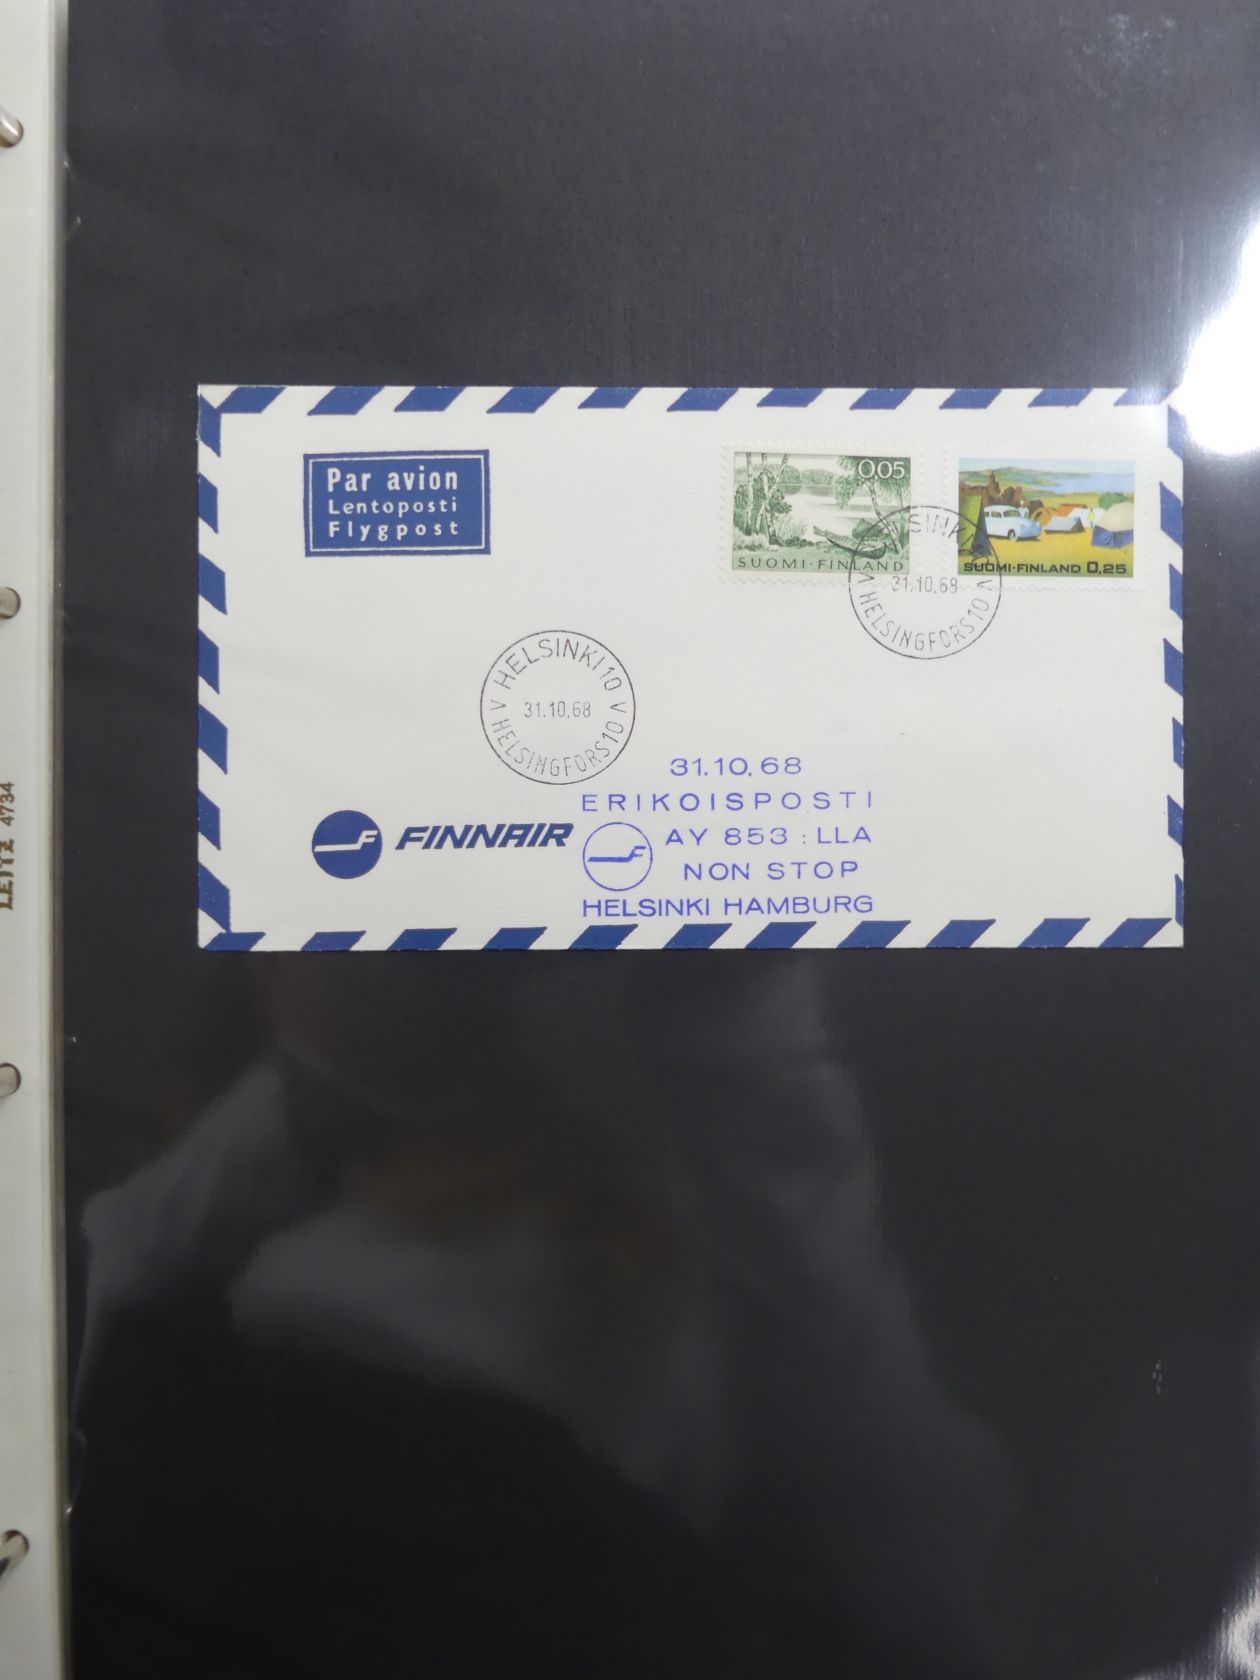 Par avion
Lentoposti
Flygpost
0,05
SUOMI·FINLAND
SUOMI-FINLAND 0,25
31.10.68
HELSINGFORS 10
HELSINKI 10
31.10.68
HELSINGFORS 10
31.10.68
ERIKOISPOSTI
AY 853 :LLA
NON STOP
HELSINKI HAMBURG
FINNAIR
LEITZ 4734